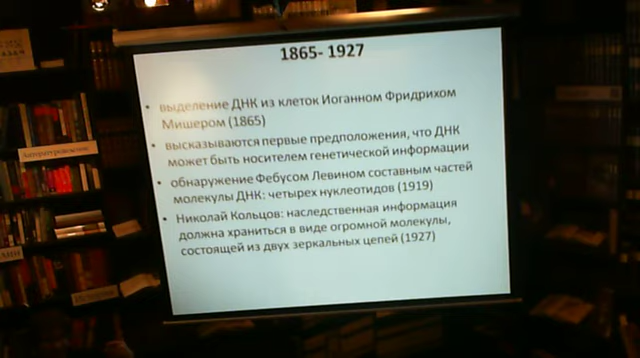 1865- 1927
• выделение ДНК из клеток Иоганном Фридрихом
Мишером (1865)
• высказываются первые предположения, что ДНК
может быть носителем генетической информации
• обнаружение Фебусом Левином составным частей
молекулы ДНК: четырех нуклеотидов (1919)
• Николай Кольцов: наследственная информация
должна храниться в виде огромной молекулы,
состоящей из двух зеркальных цепей (1927)